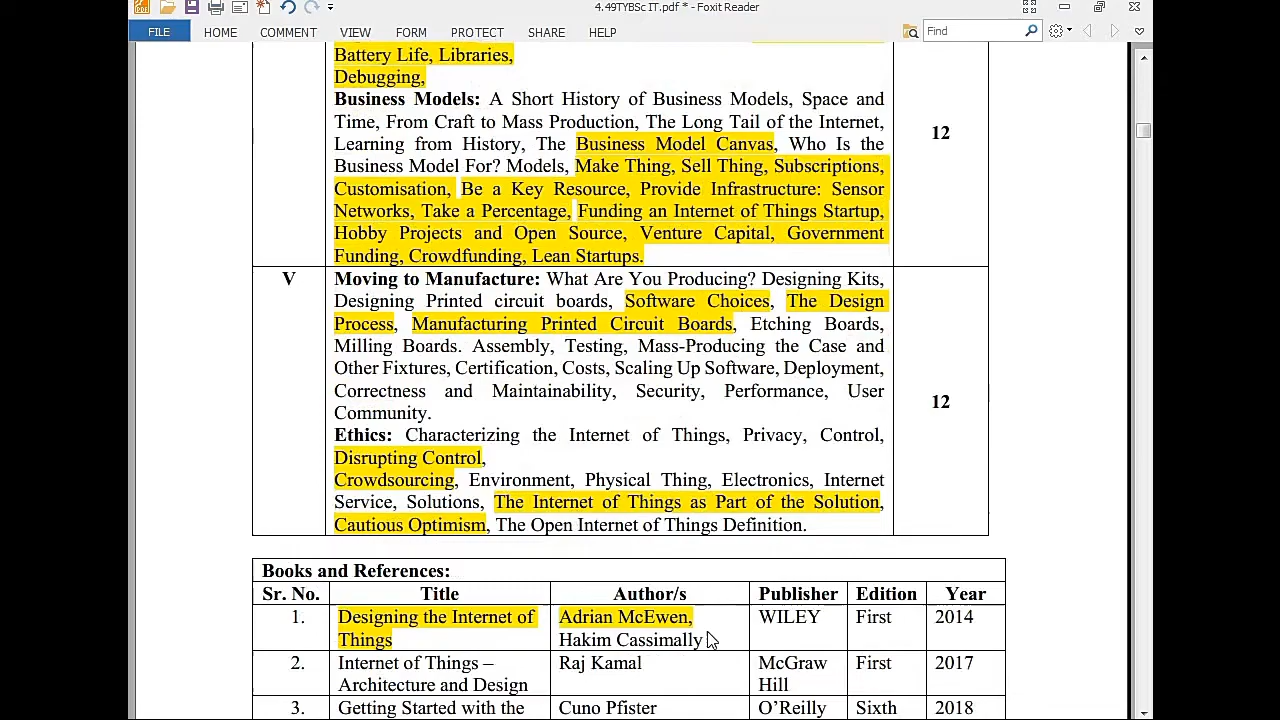 4.49TYBSc IT.pdf * - Foxit Reader
FILE HOME COMMENT VIEW FORM PROTECT SHARE HELP
Find
Battery Life, Libraries,
Debugging,
Business Models: A Short History of Business Models, Space and
Time, From Craft to Mass Production, The Long Tail of the Internet,
Learning from History, The Business Model Canvas, Who Is the
Business Model For? Models, Make Thing, Sell Thing, Subscriptions,
Customisation, Be a Key Resource, Provide Infrastructure: Sensor
Networks, Take a Percentage, Funding an Internet of Things Startup,
Hobby Projects and Open Source, Venture Capital, Government
Funding, Crowdfunding, Lean Startups.
12
V
Moving to Manufacture: What Are You Producing? Designing Kits,
Designing Printed circuit boards, Software Choices, The Design
Process, Manufacturing Printed Circuit Boards, Etching Boards,
Milling Boards. Assembly, Testing, Mass-Producing the Case and
Other Fixtures, Certification, Costs, Scaling Up Software, Deployment,
Correctness and Maintainability, Security, Performance, User
Community.
Ethics: Characterizing the Internet of Things, Privacy, Control,
Disrupting Control,
Crowdsourcing, Environment, Physical Thing, Electronics, Internet
Service, Solutions, The Internet of Things as Part of the Solution,
Cautious Optimism, The Open Internet of Things Definition.
12
Books and References:
Sr. No. Title Author/s Publisher Edition Year
1. Designing the Internet of Adrian McEwen, WILEY First 2014
Things Hakim Cassimally
2. Internet of Things – Raj Kamal McGraw First 2017
Architecture and Design Hill
3. Getting Started with the Cuno Pfister O'Reilly Sixth 2018